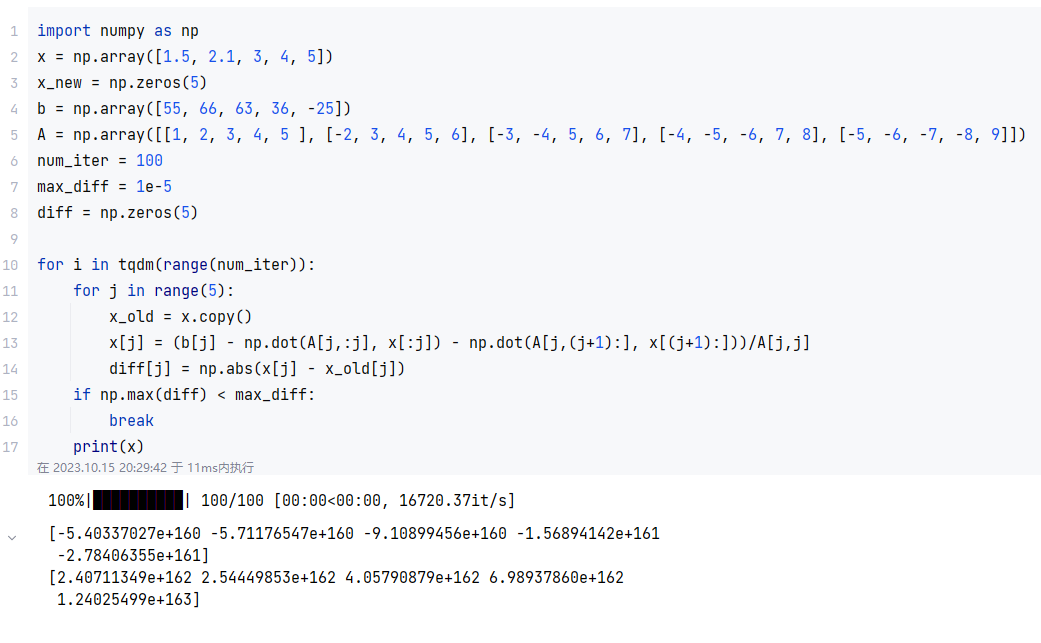 1 import numpy as np
2 x = np.array([1.5, 2.1, 3, 4, 5])
3 x_new = np.zeros(5)
4 b = np.array([55, 66, 63, 36, -25])
5 A = np.array([[1, 2, 3, 4, 5 ], [-2, 3, 4, 5, 6], [-3, -4, 5, 6, 7], [-4, -5, -6, 7, 8], [-5, -6, -7, -8, 9]])
6 num_iter = 100
7 max_diff = 1e-5
8 diff = np.zeros(5)
9
10 for i in tqdm(range(num_iter)):
11     for j in range(5):
12         x_old = x.copy()
13         x[j] = (b[j] - np.dot(A[j,:j], x[:j]) - np.dot(A[j,(j+1):], x[(j+1):]))/A[j,j]
14         diff[j] = np.abs(x[j] - x_old[j])
15     if np.max(diff) < max_diff:
16         break
17     print(x)
在 2023.10.15 20:29:42 于 11ms内执行
100%|██████████| 100/100 [00:00<00:00, 16720.37it/s]
[-5.40337027e+160 -5.71176547e+160 -9.10899456e+160 -1.56894142e+161
 -2.78406355e+161]
[2.40711349e+162 2.54449853e+162 4.05790879e+162 6.98937860e+162
 1.24025499e+163]